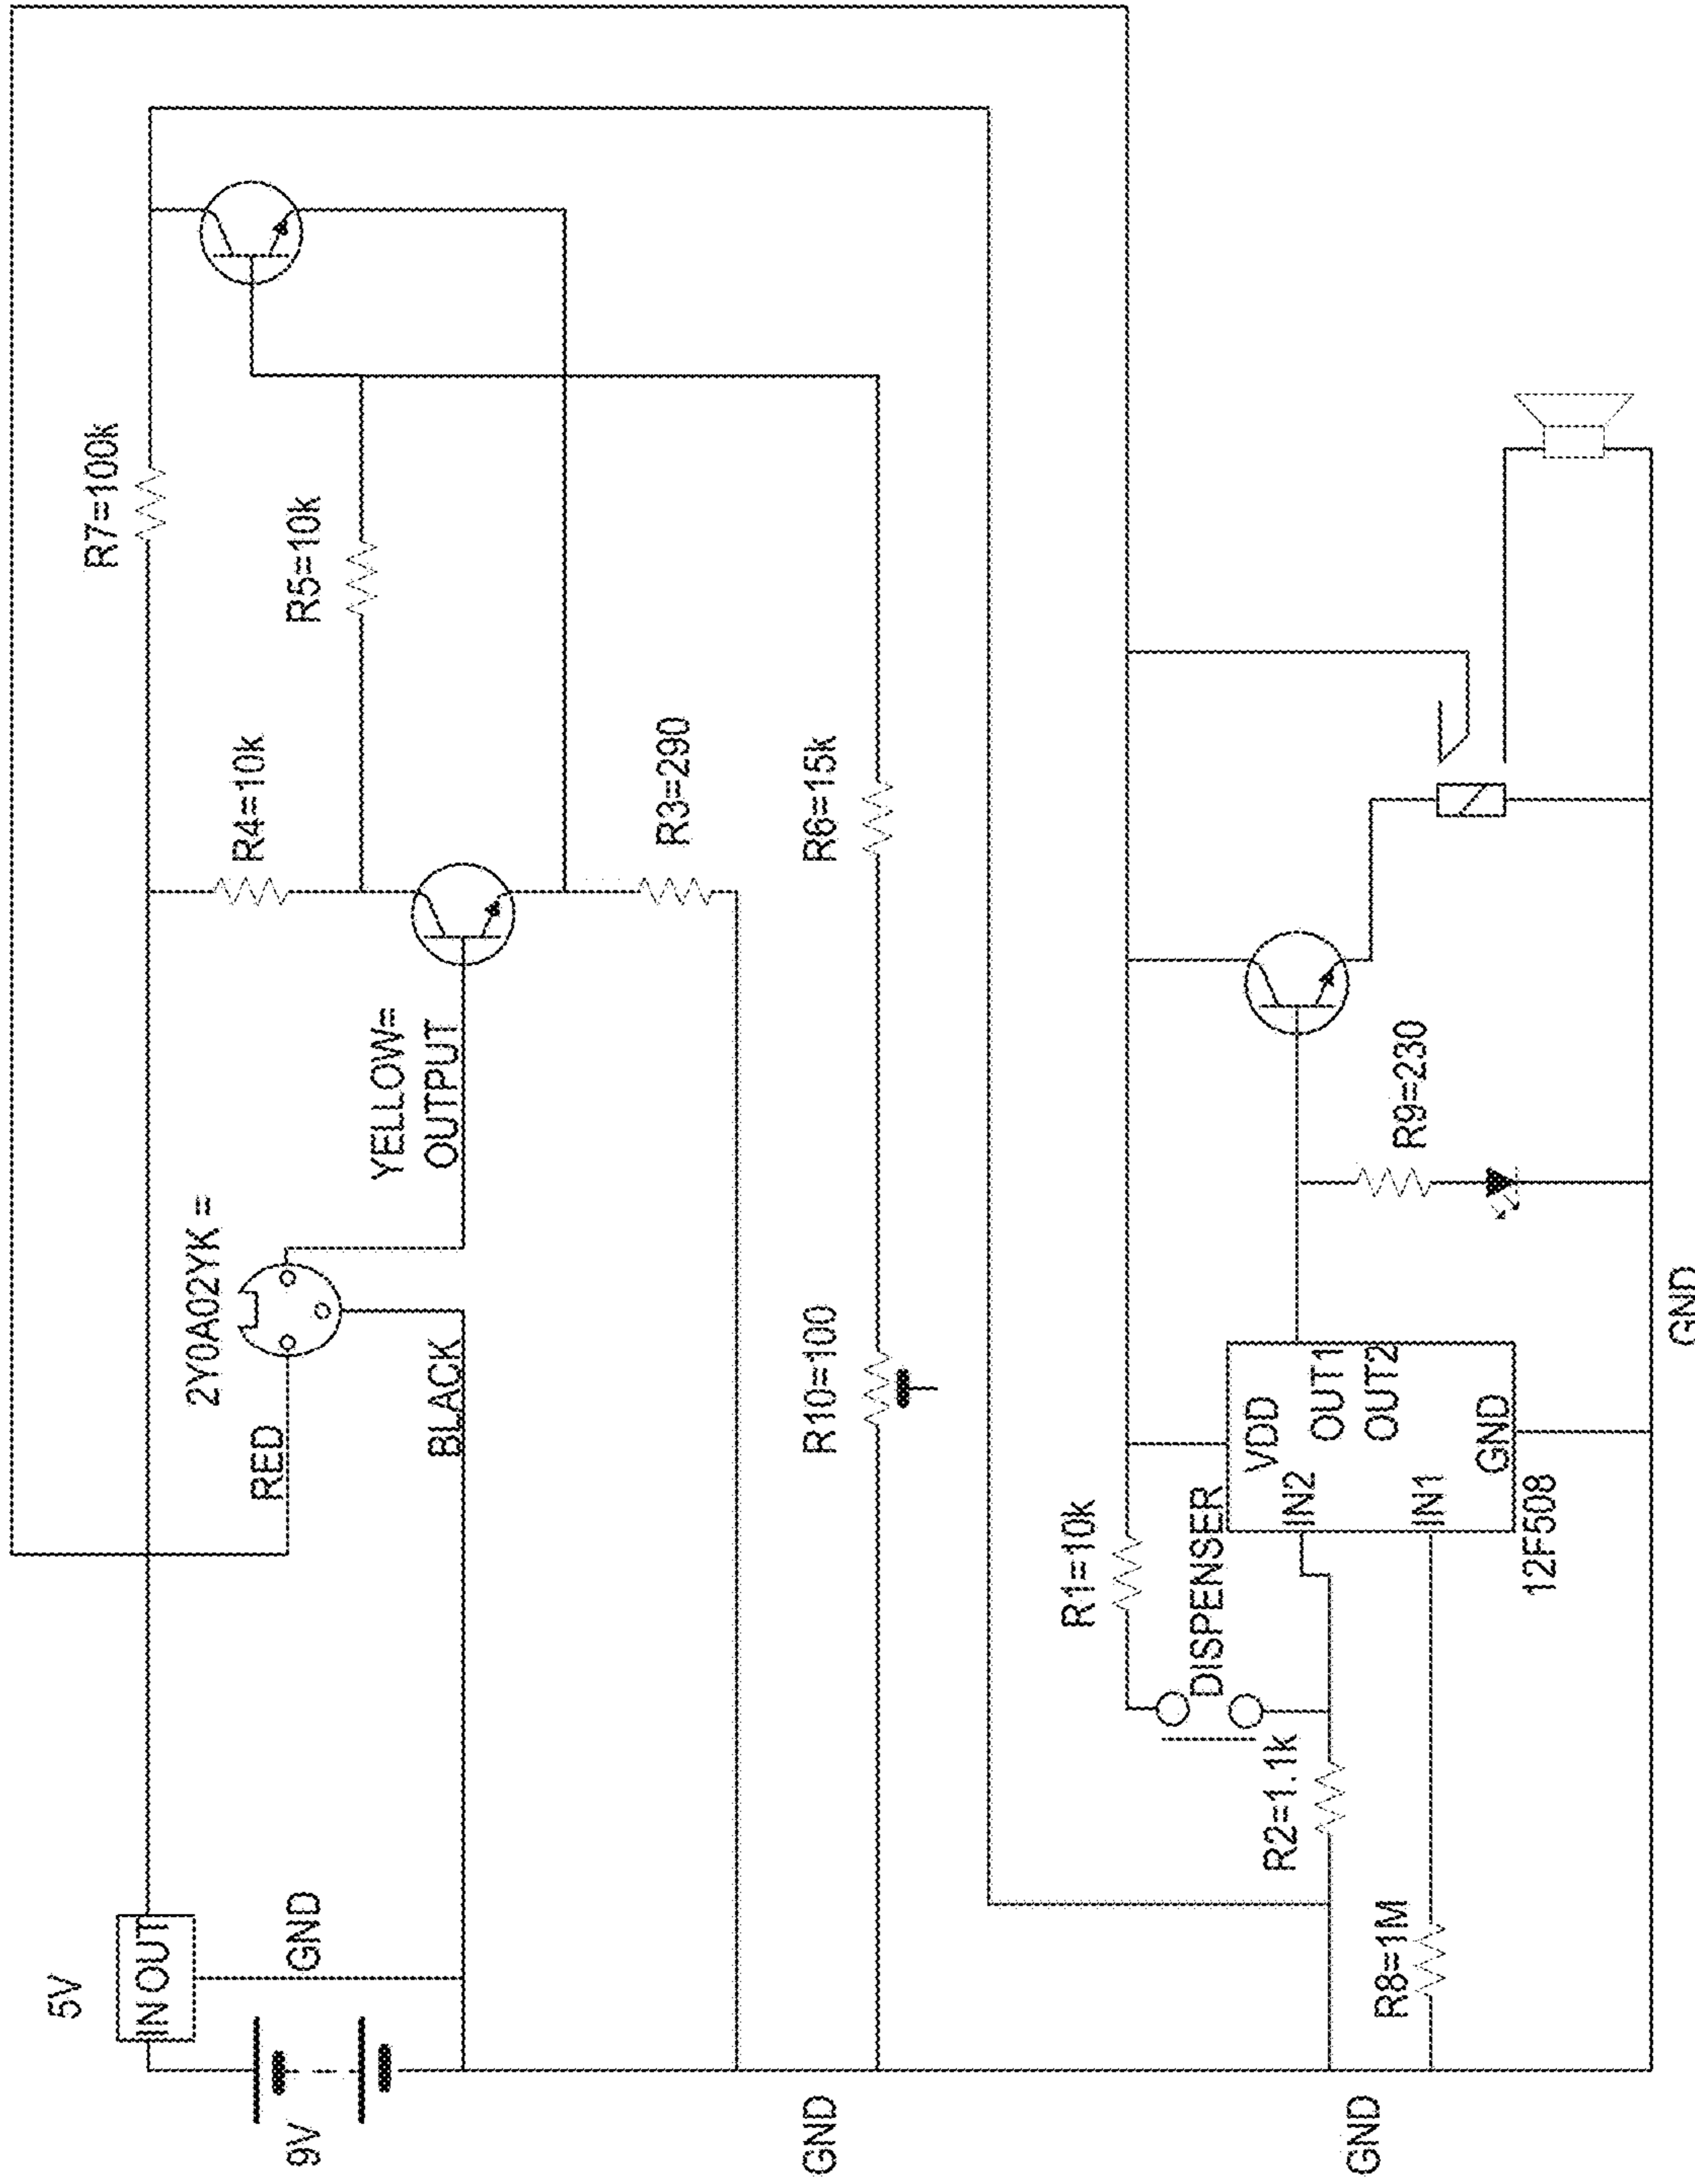 5V
IN OUT
9V
GND
RED
2Y0A02YK =
BLACK
YELLOW=
OUTPUT
R4=10k
R7=100k
R5=10k
R3=290
R6=15k
R10=100
GND
R1=10k
DISPENSER
R2=1.1k
R8=1M
VDD
IN2
OUT1
OUT2
IN1
GND
12F508
R9=230
GND
GND